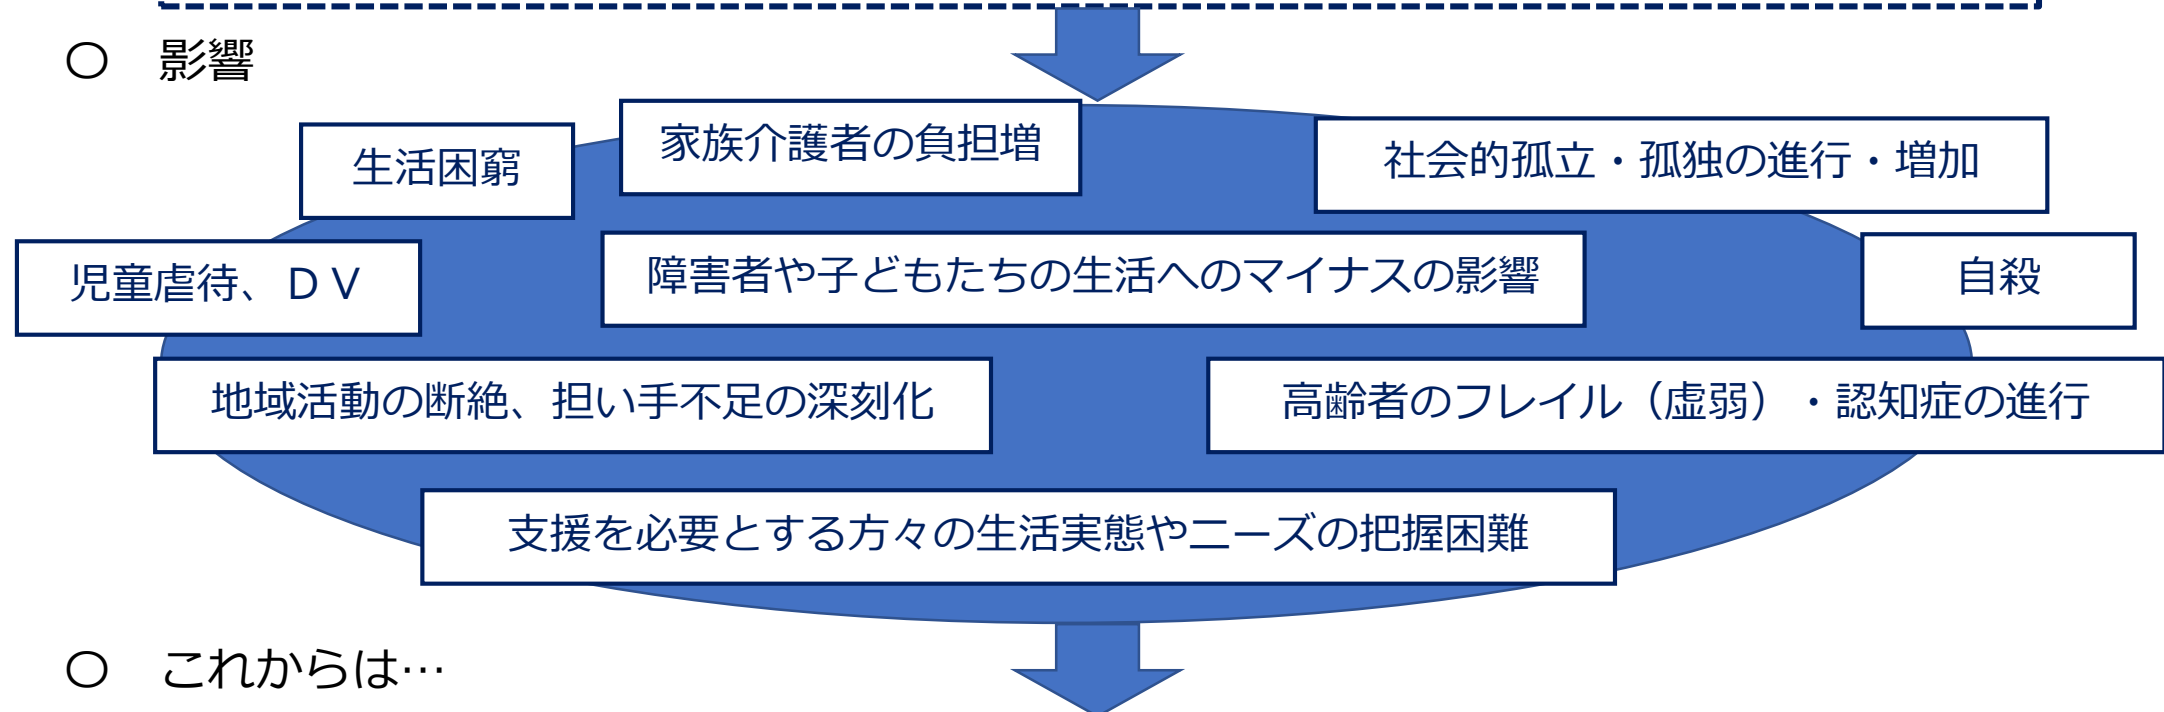 ○　影響
家族介護者の負担増
生活困窮
社会的孤立・孤独の進行・増加
児童虐待、ＤＶ
障害者や子どもたちの生活へのマイナスの影響
自殺
地域活動の断絶、担い手不足の深刻化
高齢者のフレイル（虚弱）・認知症の進行
支援を必要とする方々の生活実態やニーズの把握困難
○　これからは…